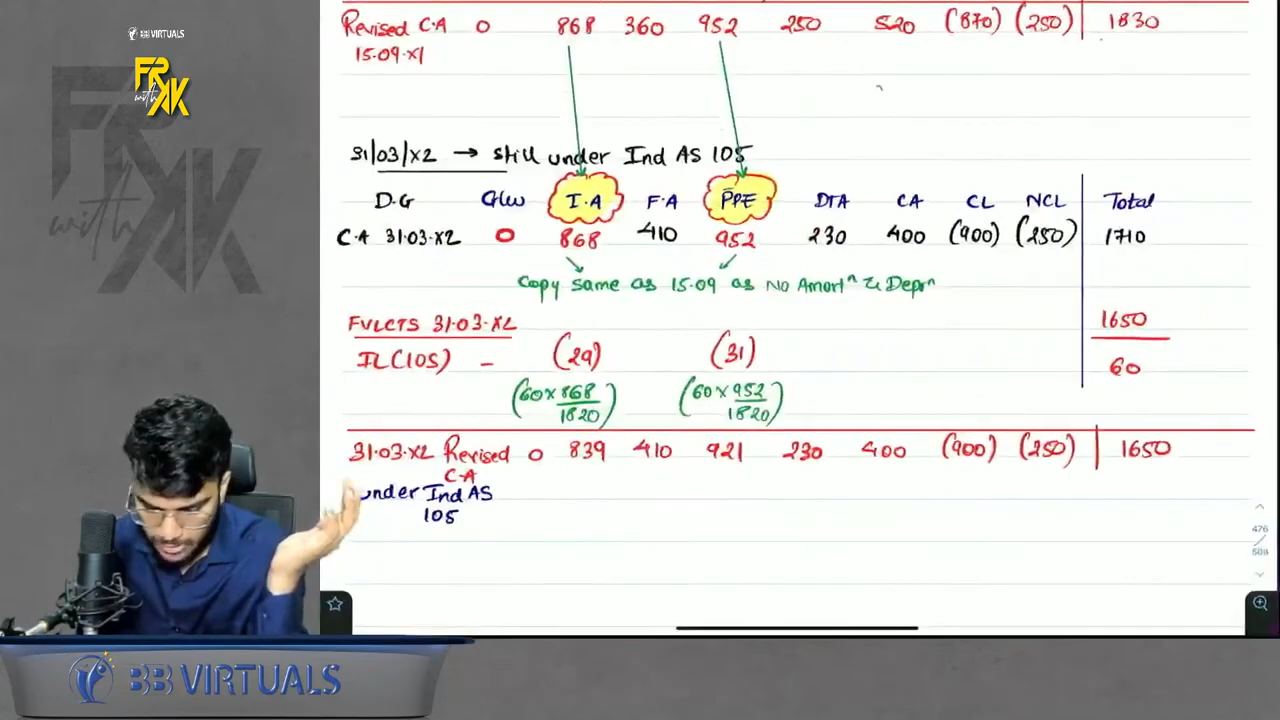 BB VIRTUALS
FR
with AK
Revised C.A 0 868 360 952 250 520 (870) (250) 1830
15.09.X1
31/03/X2 → still under Ind AS 105
D.G G/w I.A F.A PPE DTA CA CL NCL Total
C.A 31.03.X2 0 868 410 952 230 400 (900) (250) 1710
Copy same as 15.09 as No Amortⁿ & Deprⁿ
FVLCTS 31.03.X2 1650
IL(105) - (29) (31) 60
(60 x 868/1820) (60 x 952/1820)
31.03.X2 Revised 0 839 410 921 230 400 (900) (250) 1650
C.A
under Ind AS
105
476
/
508
BB VIRTUALS